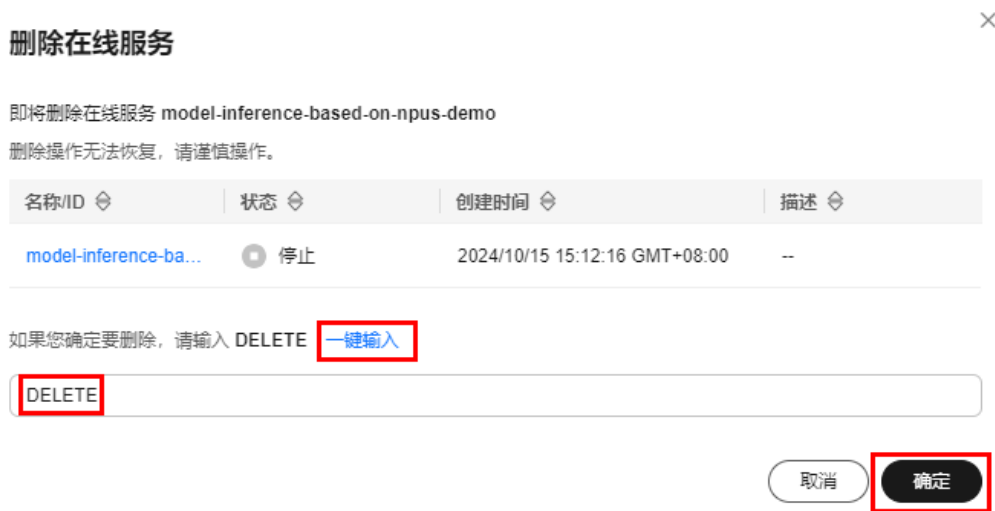 删除在线服务
即将删除在线服务 model-inference-based-on-npus-demo
删除操作无法恢复，请谨慎操作。
名称/ID 状态 创建时间 描述
model-inference-ba... 停止 2024/10/15 15:12:16 GMT+08:00 --
如果您确定要删除，请输入 DELETE 一键输入
DELETE
取消 确定